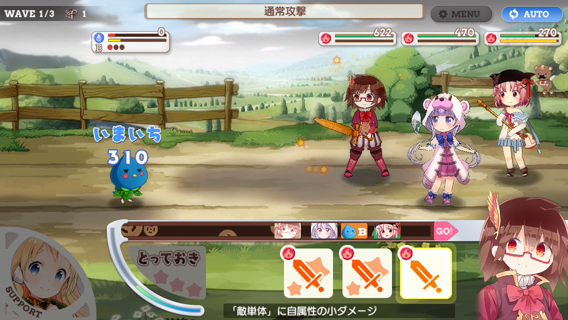 WAVE 1/3
1
通常攻撃
MENU
AUTO
0
B
622
470
270
いまいち
310
GO!
B
とっておき
SUPPORT
「敵単体」に自属性の小ダメージ